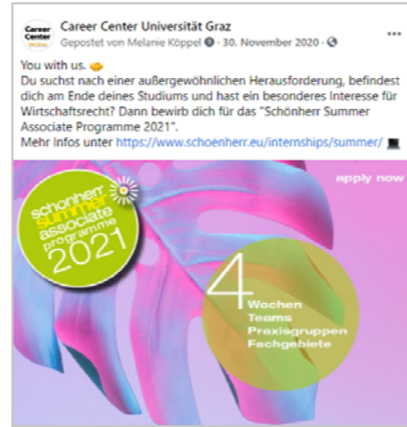 Career Center Universität Graz
Gepostet von Melanie Köppel · 30. November 2020 ·
Career
Center
You with us.
Du suchst nach einer außergewöhnlichen Herausforderung, befindest
dich am Ende deines Studiums und hast ein besonderes Interesse für
Wirtschaftsrecht? Dann bewirb dich für das "Schönherr Summer
Associate Programme 2021".
Mehr Infos unter https://www.schoenherr.eu/internships/summer/
apply now
schönherr
summer
associate
programme
2021
4
Wochen
Teams
Praxisgruppen
Fachgebiete